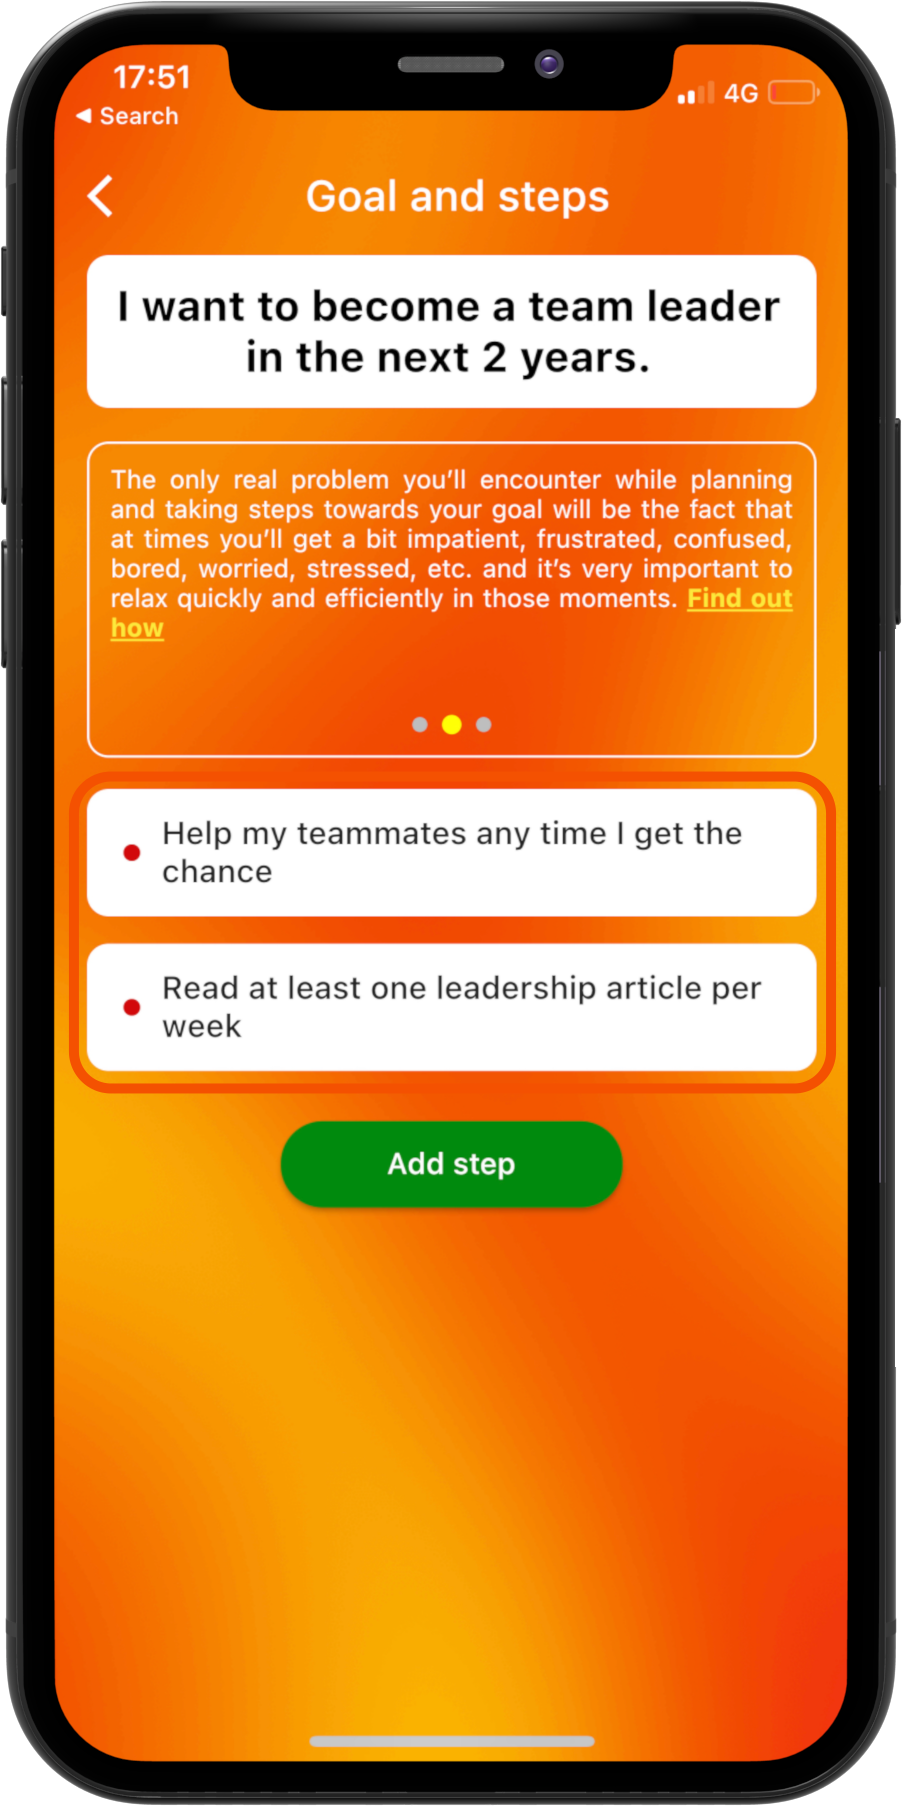 17:51
4G
Search
Goal and steps
I want to become a team leader
in the next 2 years.
The only real problem you’ll encounter while planning
and taking steps towards your goal will be the fact that
at times you’ll get a bit impatient, frustrated, confused,
bored, worried, stressed, etc. and it’s very important to
relax quickly and efficiently in those moments. Find out
how
Help my teammates any time I get the
chance
Read at least one leadership article per
week
Add step